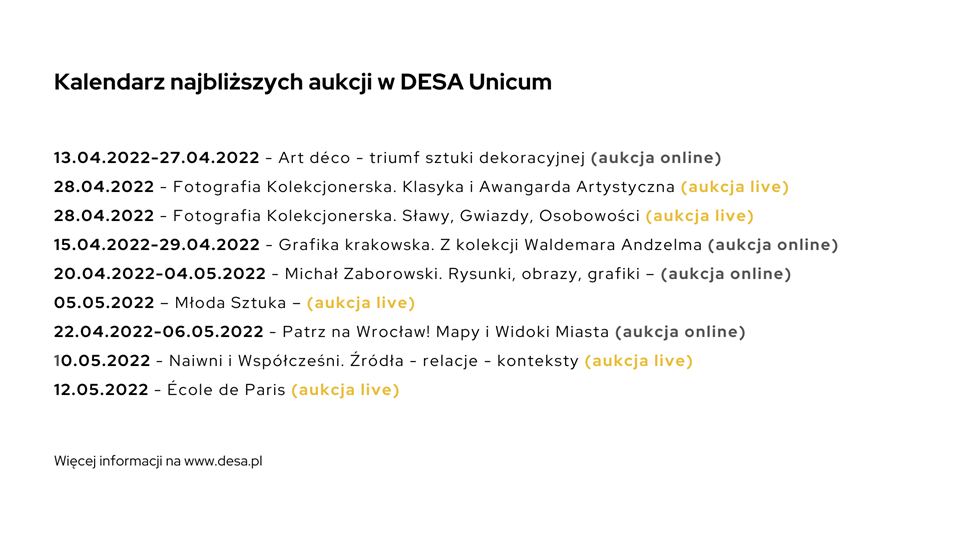 Kalendarz najbliższych aukcji w DESA Unicum
13.04.2022-27.04.2022 - Art déco - triumf sztuki dekoracyjnej (aukcja online)
28.04.2022 - Fotografia Kolekcjonerska. Klasyka i Awangarda Artystyczna (aukcja live)
28.04.2022 - Fotografia Kolekcjonerska. Sławy, Gwiazdy, Osobowości (aukcja live)
15.04.2022-29.04.2022 - Grafika krakowska. Z kolekcji Waldemara Andzelma (aukcja online)
20.04.2022-04.05.2022 - Michał Zaborowski. Rysunki, obrazy, grafiki – (aukcja online)
05.05.2022 – Młoda Sztuka – (aukcja live)
22.04.2022-06.05.2022 - Patrz na Wrocław! Mapy i Widoki Miasta (aukcja online)
10.05.2022 - Naiwni i Współcześni. Źródła - relacje - konteksty (aukcja live)
12.05.2022 - École de Paris (aukcja live)
Więcej informacji na www.desa.pl